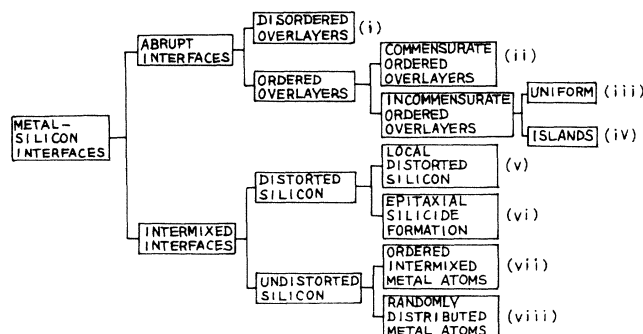 METAL-
SILICON
INTERFACES
ABRUPT
INTERFACES
DISORDERED
OVERLAYERS
(i)
ORDERED
OVERLAYERS
COMMENSURATE
ORDERED
OVERLAYERS
(ii)
INCOMMENSURATE
ORDERED
OVERLAYERS
UNIFORM
(iii)
ISLANDS
(iv)
INTERMIXED
INTERFACES
DISTORTED
SILICON
LOCAL
DISTORTED
SILICON
(v)
EPITAXIAL
SILICIDE
FORMATION
(vi)
UNDISTORTED
SILICON
ORDERED
INTERMIXED
METAL ATOMS
(vii)
RANDOMLY
DISTRIBUTED
METAL ATOMS
(viii)